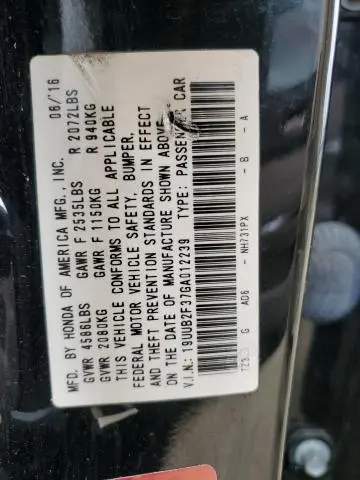 MFD. BY HONDA OF AMERICA MFG., INC. 06/16
GVWR 4586LBS GAWR F 2535LBS R 2072LBS
GVWR 2080KG GAWR F 1150KG R 940KG
THIS VEHICLE CONFORMS TO ALL APPLICABLE
FEDERAL MOTOR VEHICLE SAFETY, BUMPER,
AND THEFT PREVENTION STANDARDS IN EFFECT
ON THE DATE OF MANUFACTURE SHOWN ABOVE.
V.I.N.: 19UUB2F37GA012239 TYPE: PASSENGER CAR
G AD6 - NH731PX - B - A